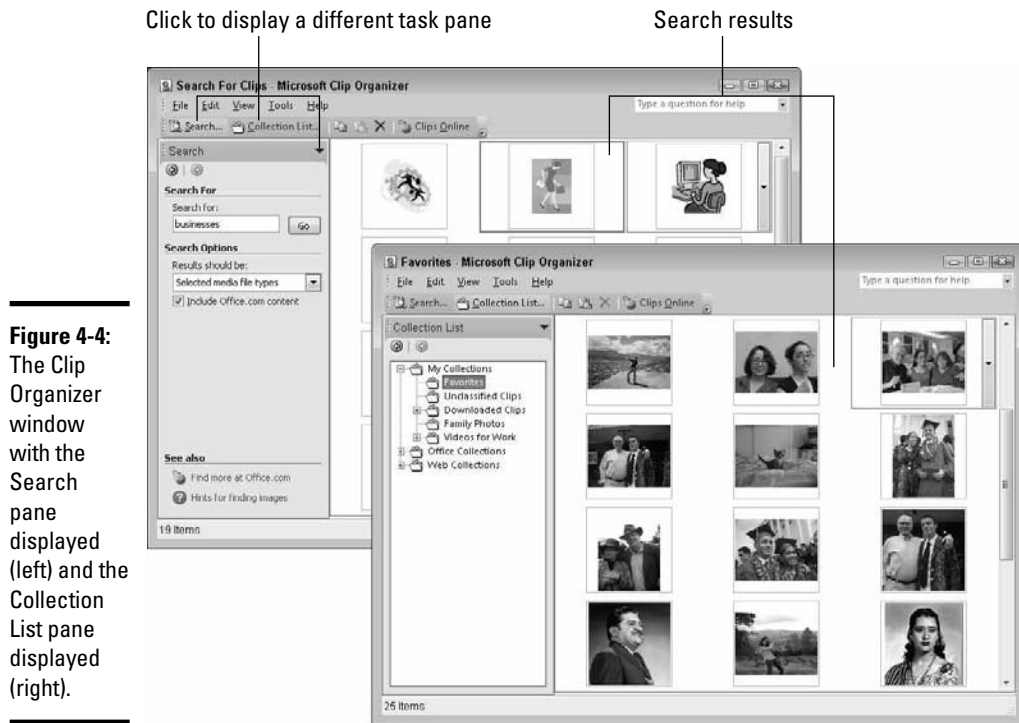 Click to display a different task pane
Search results
Search For Clips - Microsoft Clip Organizer
File Edit View Tools Help
Type a question for help
Search... Collection List... Clips Online
Search
Search For
Search for:
businesses
Go
Search Options
Results should be:
Selected media file types
Include Office.com content
See also
Find more at Office.com
Hints for finding images
19 Items
Favorites - Microsoft Clip Organizer
File Edit View Tools Help
Type a question for help
Search... Collection List... Clips Online
Collection List
My Collections
Favorites
Unclassified Clips
Downloaded Clips
Family Photos
Videos for Work
Office Collections
Web Collections
25 Items
Figure 4-4:
The Clip
Organizer
window
with the
Search
pane
displayed
(left) and the
Collection
List pane
displayed
(right).